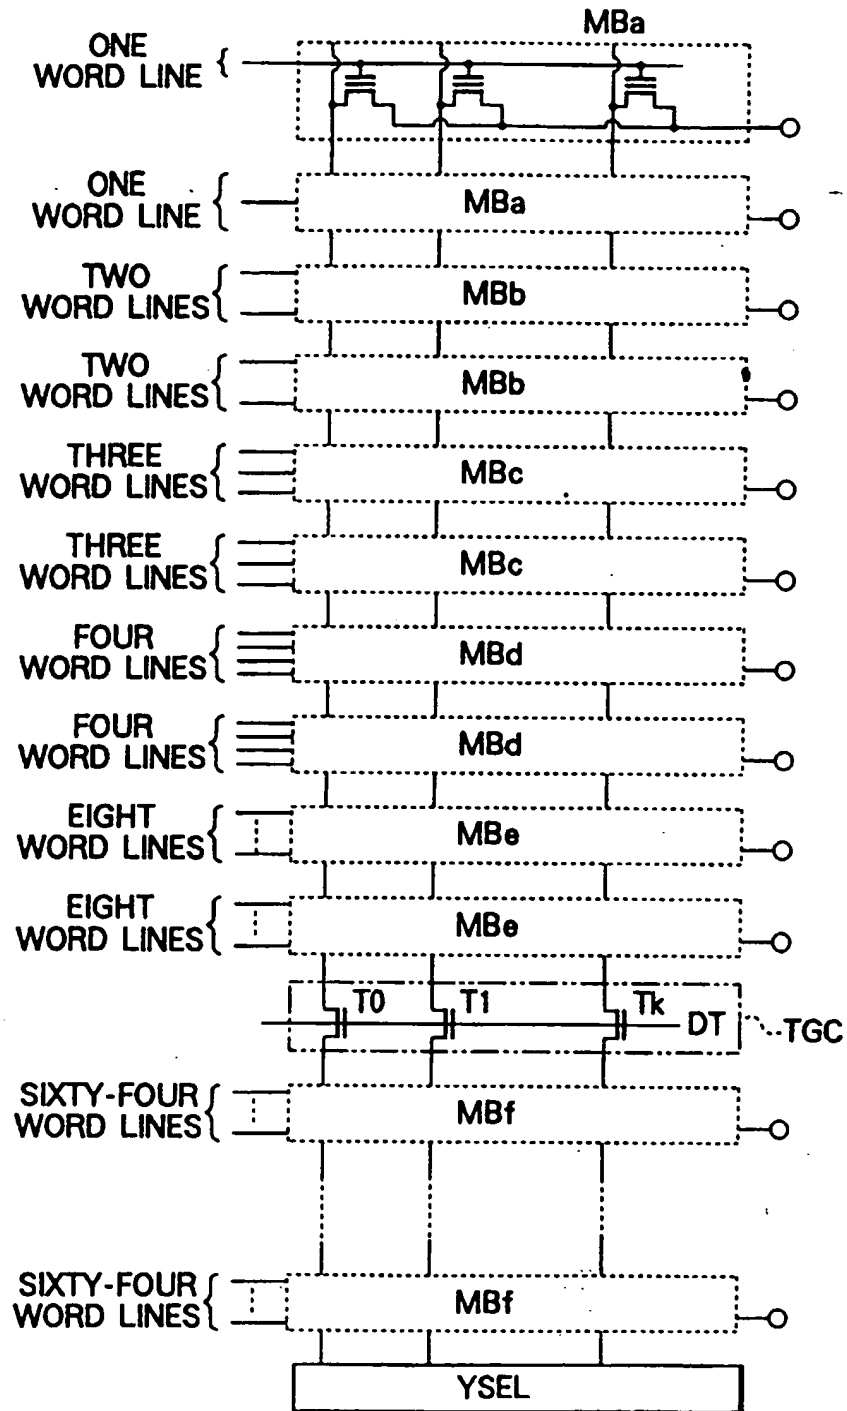 MBa
ONE
WORD LINE
ONE
WORD LINE
MBa
TWO
WORD LINES
MBb
TWO
WORD LINES
MBb
THREE
WORD LINES
MBc
THREE
WORD LINES
MBc
FOUR
WORD LINES
MBd
FOUR
WORD LINES
MBd
EIGHT
WORD LINES
MBe
EIGHT
WORD LINES
MBe
T0 T1 Tk
DT
TGC
SIXTY-FOUR
WORD LINES
MBf
SIXTY-FOUR
WORD LINES
MBf
YSEL